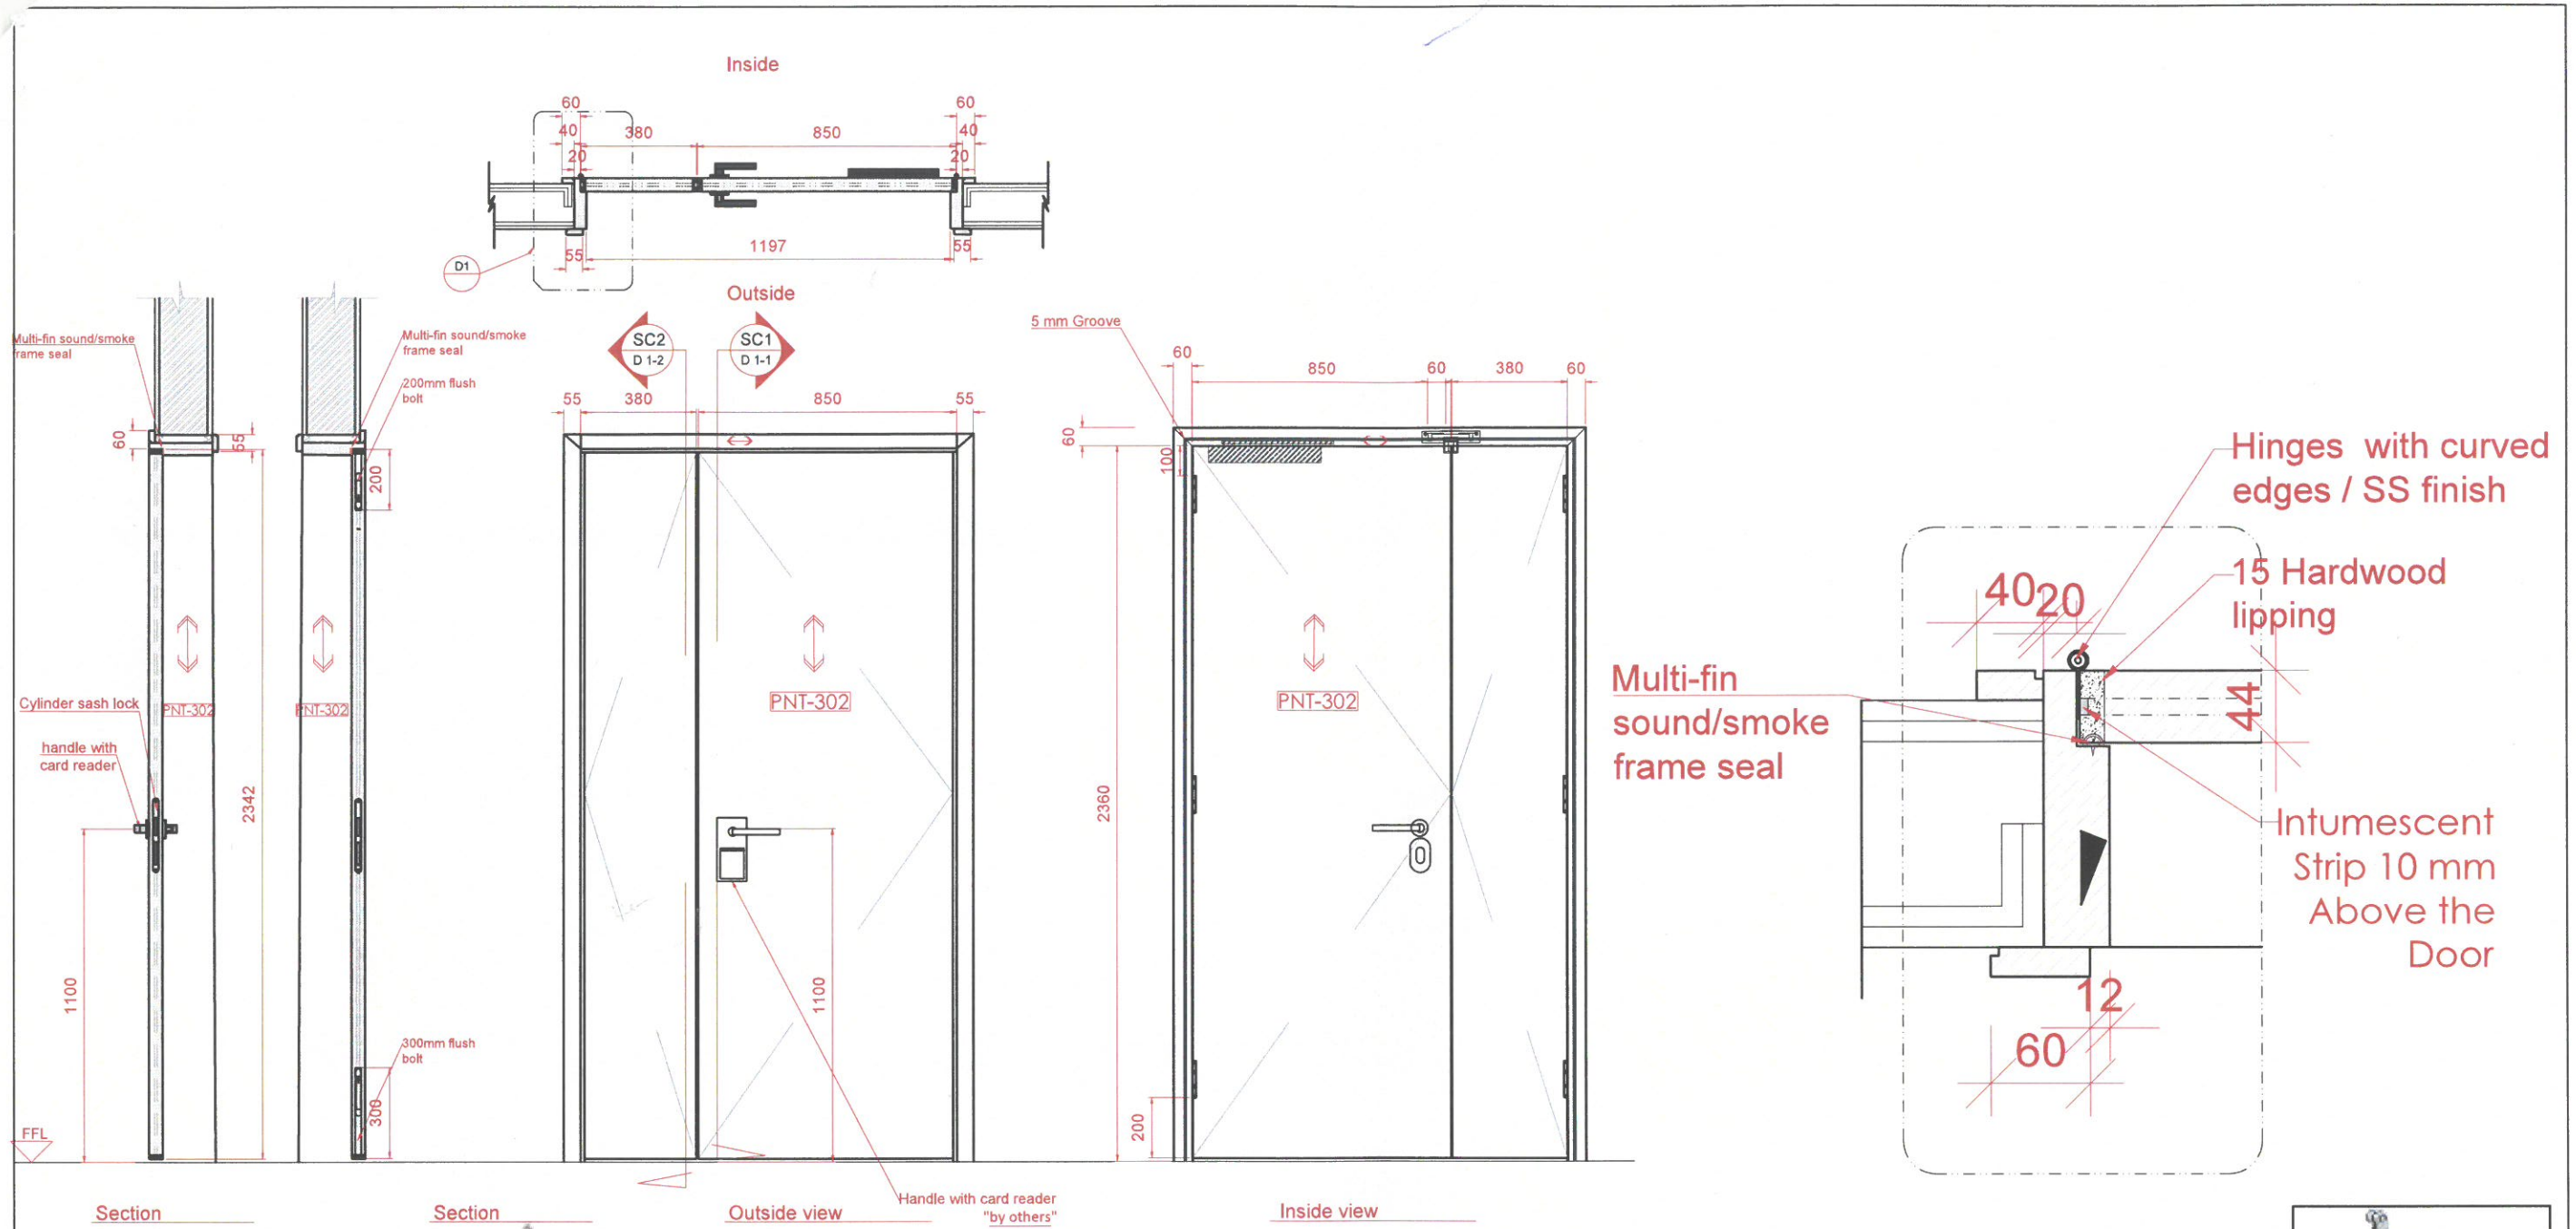 Inside
60
60
40
380
850
40
20
20
55
1197
55
D1
Outside
Multi-fin sound/smoke
frame seal
Multi-fin sound/smoke
frame seal
200mm flush
bolt
SC2
D 1-2
SC1
D 1-1
5 mm Groove
60
850
60
380
60
55
380
850
55
60
55
200
60
100
PNT-302
PNT-302
PNT-302
PNT-302
Cylinder sash lock
handle with
card reader
2342
2360
1100
1100
300mm flush
bolt
300
200
FFL
Handle with card reader
"by others"
Section
Section
Outside view
Inside view
Hinges with curved
edges / SS finish
15 Hardwood
lipping
40
20
Multi-fin
sound/smoke
frame seal
44
Intumescent
Strip 10 mm
Above the
Door
12
60